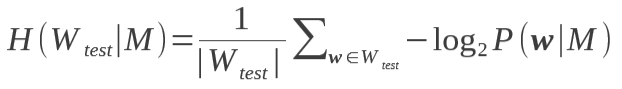 H(W_test|M) = 1/|W_test| ∑_{w∈W_test} −log₂ P(w|M)